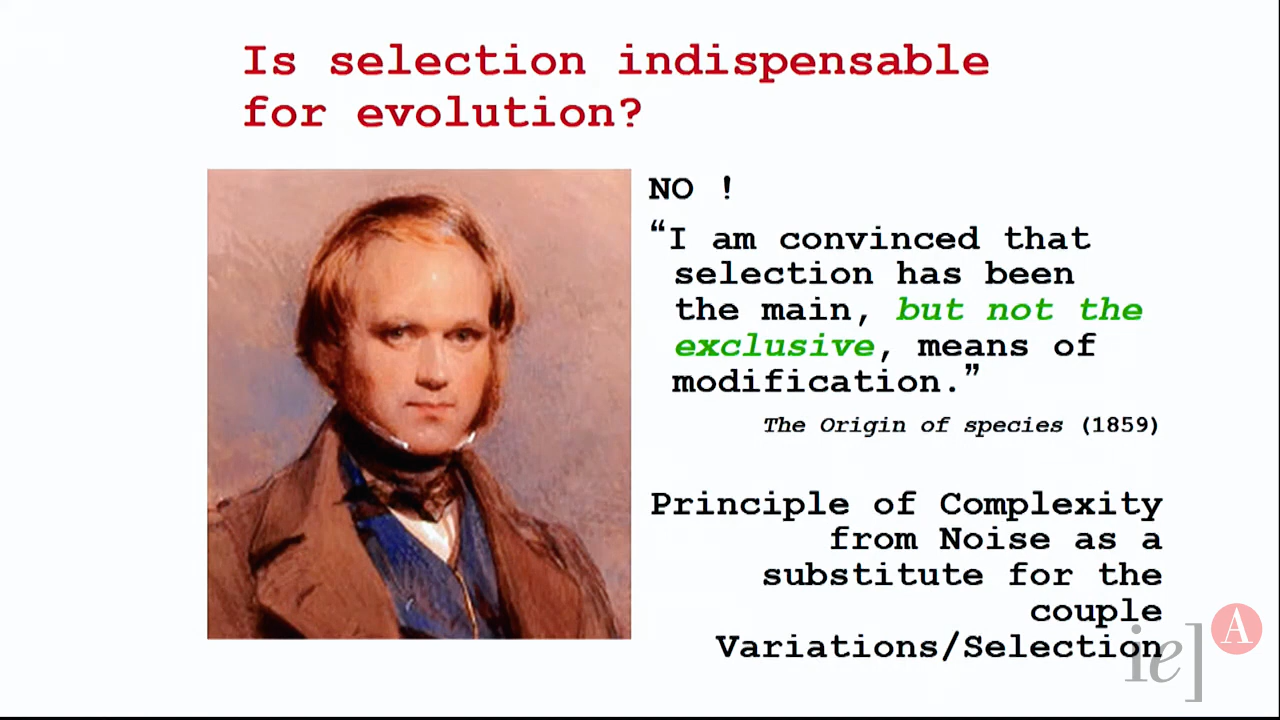 Is selection indispensable
for evolution?
NO !
“I am convinced that
selection has been
the main, but not the
exclusive, means of
modification.”
The Origin of species (1859)
Principle of Complexity
from Noise as a
substitute for the
couple
Variations/Selection
ie]
A